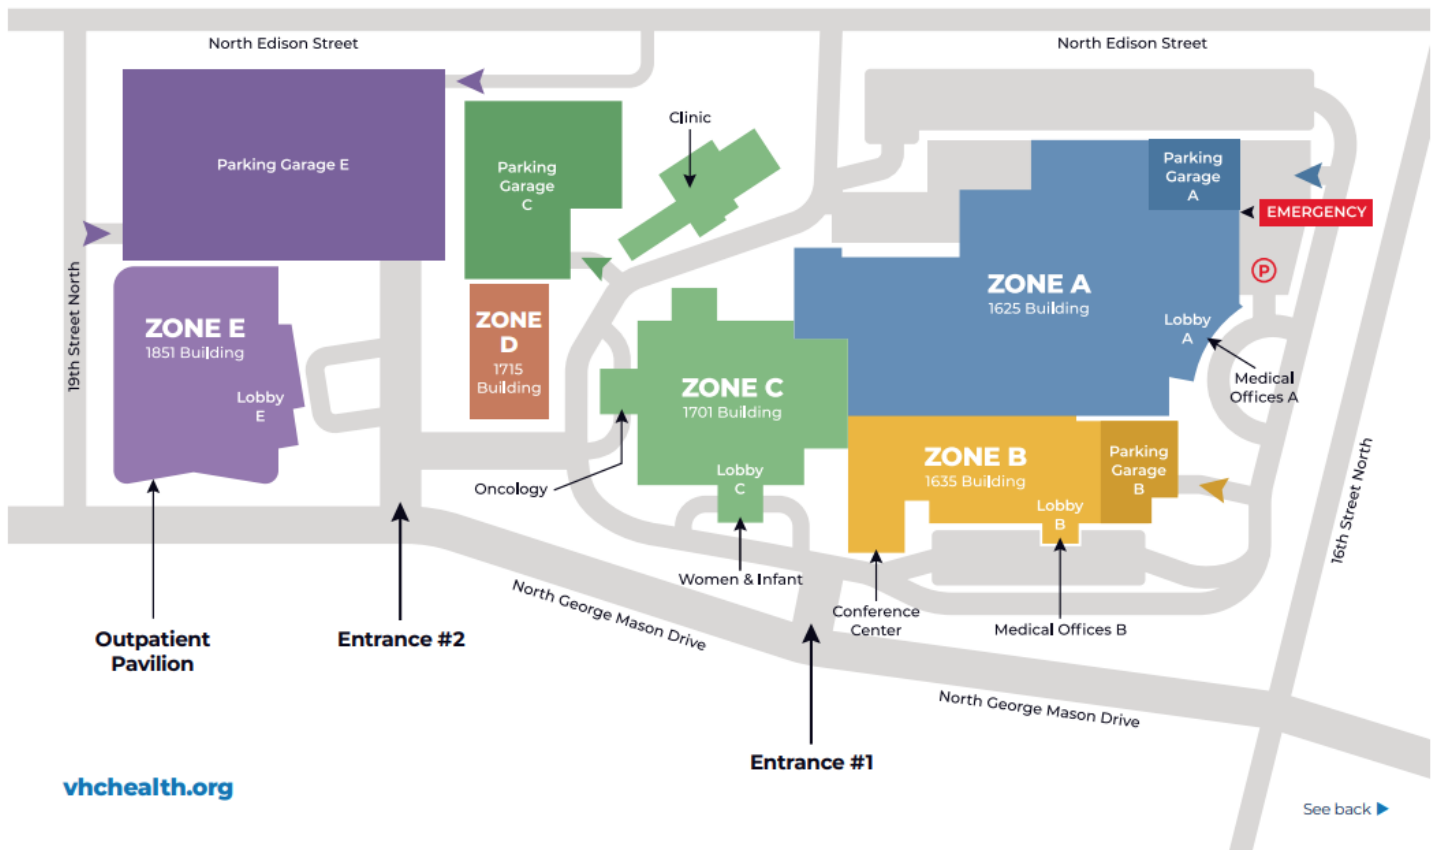 North Edison Street
North Edison Street
Clinic
Parking Garage E
Parking
Garage
C
Parking
Garage
A
EMERGENCY
P
19th Street North
ZONE E
1851 Building
Lobby
E
ZONE
D
1715
Building
ZONE C
1701 Building
Lobby
C
ZONE A
1625 Building
Lobby
A
Medical
Offices A
ZONE B
1635 Building
Lobby
B
Parking
Garage
B
Oncology
16th Street North
Women & Infant
Conference
Center
Medical Offices B
North George Mason Drive
North George Mason Drive
Outpatient
Pavilion
Entrance #2
Entrance #1
vhchealth.org
See back